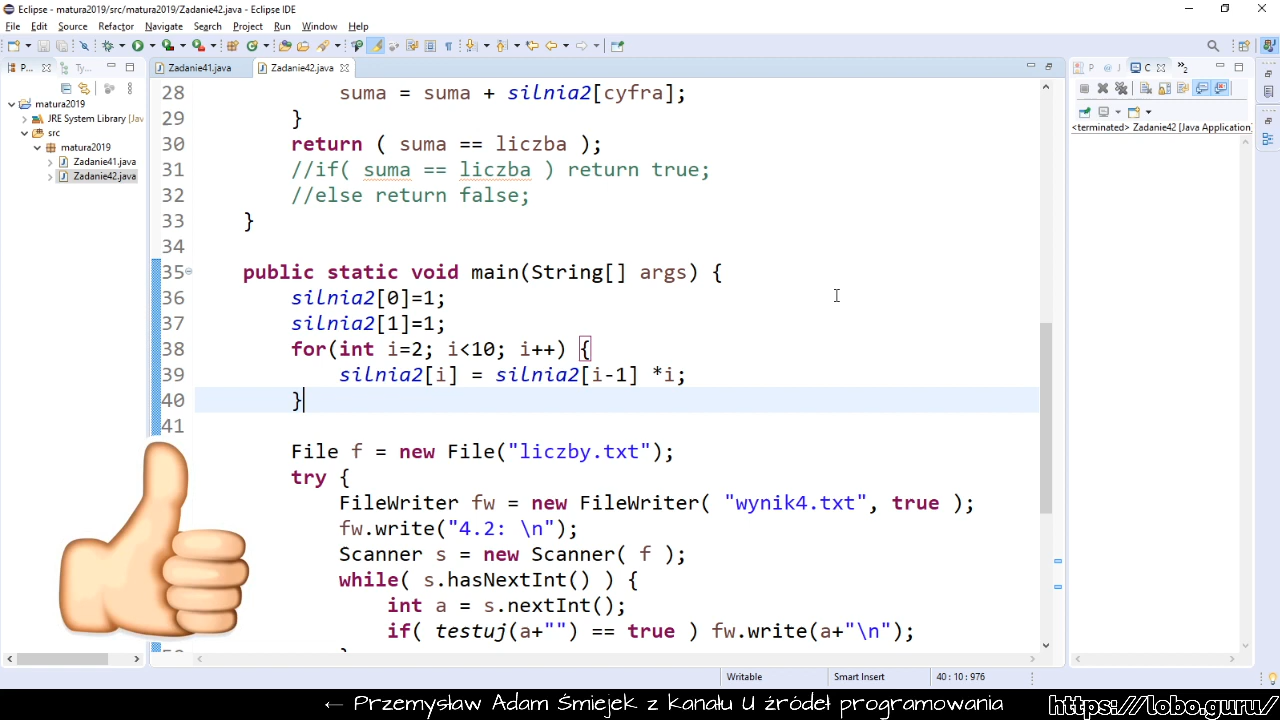 Eclipse - matura2019/src/matura2019/Zadanie42.java - Eclipse IDE
File Edit Source Refactor Navigate Search Project Run Window Help
P... Ty...
Zadanie41.java Zadanie42.java
P @ J C »2
matura2019
JRE System Library [Jav
src
matura2019
Zadanie41.java
Zadanie42.java
<terminated> Zadanie42 [Java Application]
28 suma = suma + silnia2[cyfra];
29 }
30 return ( suma == liczba );
31 //if( suma == liczba ) return true;
32 //else return false;
33 }
34
35 public static void main(String[] args) {
36 silnia2[0]=1;
37 silnia2[1]=1;
38 for(int i=2; i<10; i++) {
39 silnia2[i] = silnia2[i-1] *i;
40 }
41
File f = new File("liczby.txt");
try {
FileWriter fw = new FileWriter( "wynik4.txt", true );
fw.write("4.2: \n");
Scanner s = new Scanner( f );
while( s.hasNextInt() ) {
int a = s.nextInt();
if( testuj(a+"") == true ) fw.write(a+"\n");
Writable Smart Insert 40 : 10 : 976
← Przemysław Adam Śmiejek z kanału U źródeł programowania https://lobo.guru/